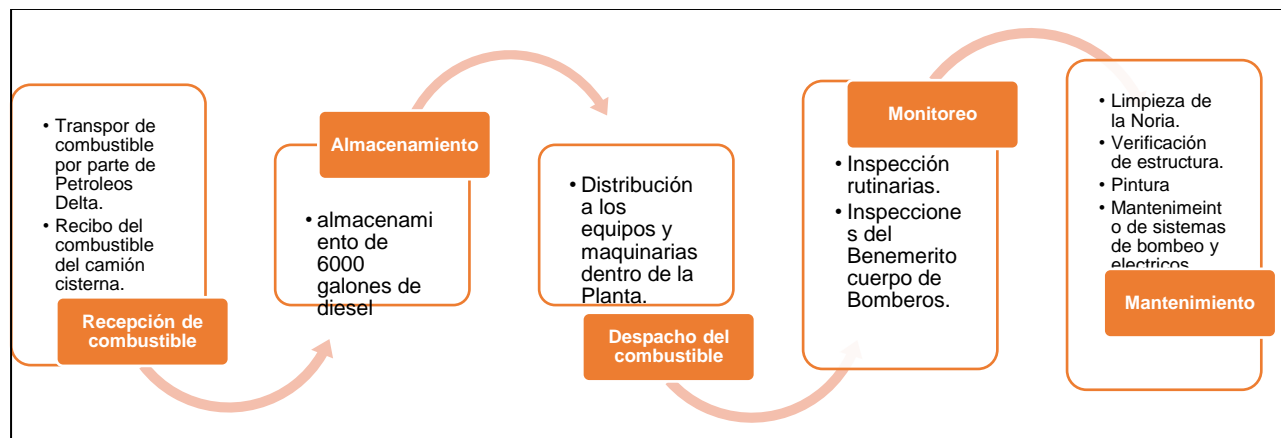 • Transpor de
combustible
por parte de
Petroleos
Delta.
• Recibo del
combustible
del camión
cisterna.
Recepción de
combustible
Almacenamiento
• almacenami
ento de
6000
galones de
diesel
• Distribución
a los
equipos y
maquinarias
dentro de la
Planta.
Despacho del
combustible
Monitoreo
• Inspección
rutinarias.
• Inspeccione
s del
Benemerito
cuerpo de
Bomberos.
• Limpieza de
la Noria.
• Verificación
de estructura.
• Pintura
• Mantenimeint
o de sistemas
de bombeo y
electricos
Mantenimiento